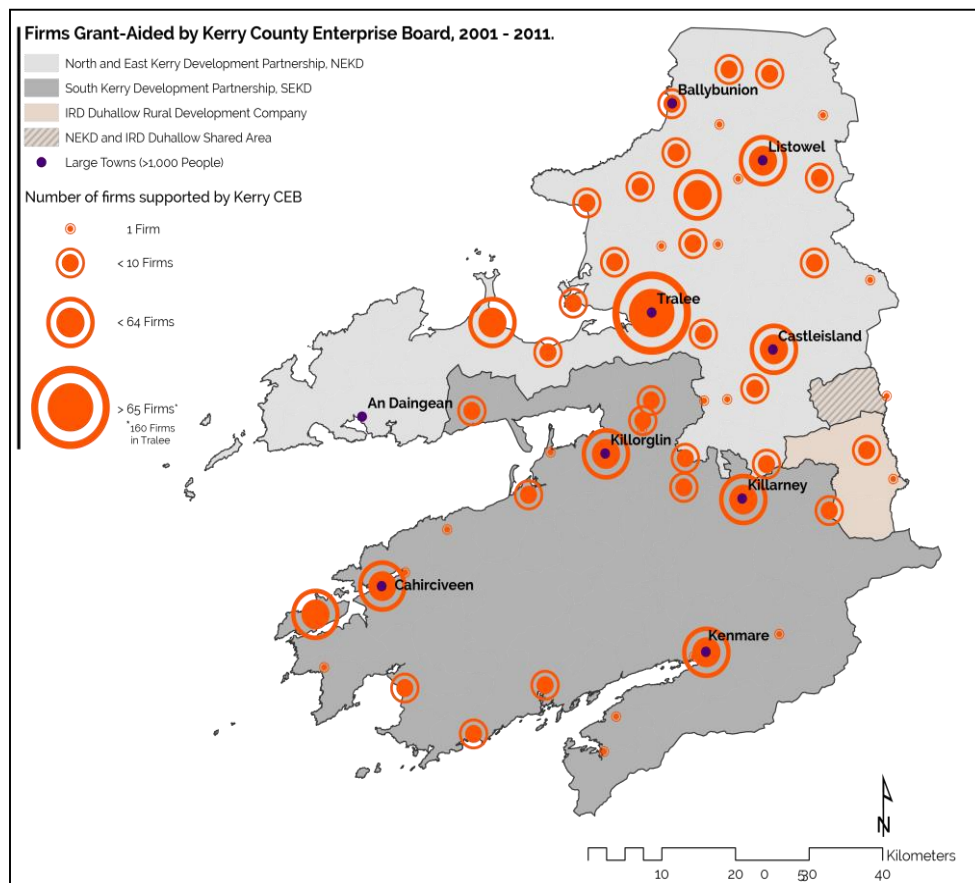 Firms Grant-Aided by Kerry County Enterprise Board, 2001 - 2011.
North and East Kerry Development Partnership, NEKD
South Kerry Development Partnership, SEKD
IRD Duhallow Rural Development Company
NEKD and IRD Duhallow Shared Area
Large Towns (>1,000 People)
Number of firms supported by Kerry CEB
1 Firm
< 10 Firms
< 64 Firms
> 65 Firms*
*160 Firms
in Tralee
Ballybunion
Listowel
Tralee
Castleisland
An Daingean
Killorglin
Killarney
Cahirciveen
Kenmare
N
Kilometers
10 20 0 30 40